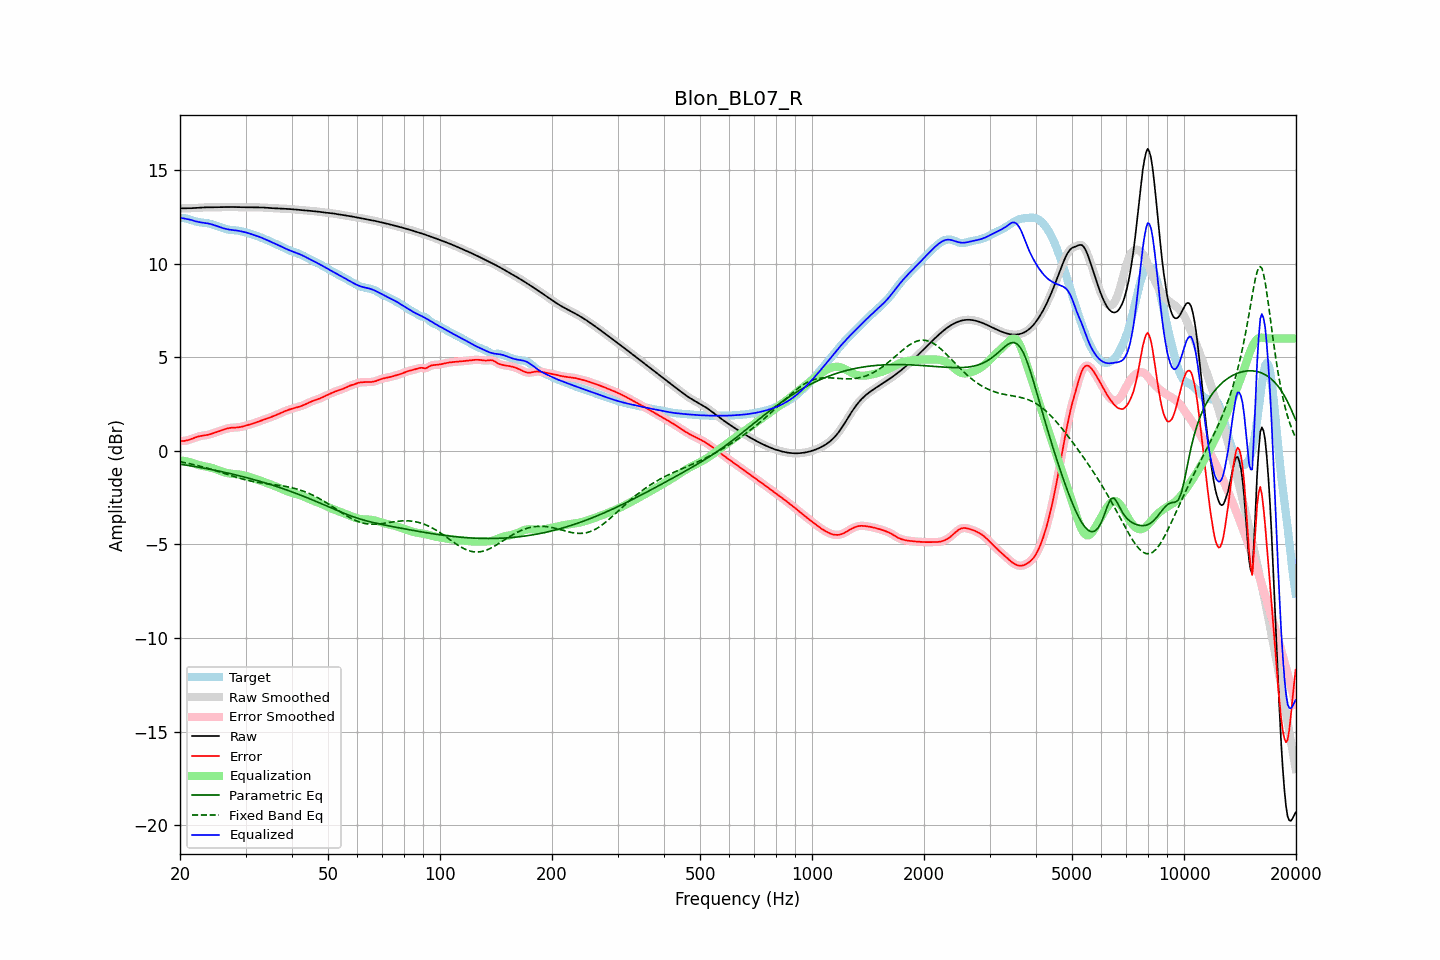 Blon_BL07_R
Amplitude (dBr)
15
10
5
0
−5
−10
−15
−20
Target
Raw Smoothed
Error Smoothed
Raw
Error
Equalization
Parametric Eq
Fixed Band Eq
Equalized
20 50 100 200 500 1000 2000 5000 10000 20000
Frequency (Hz)